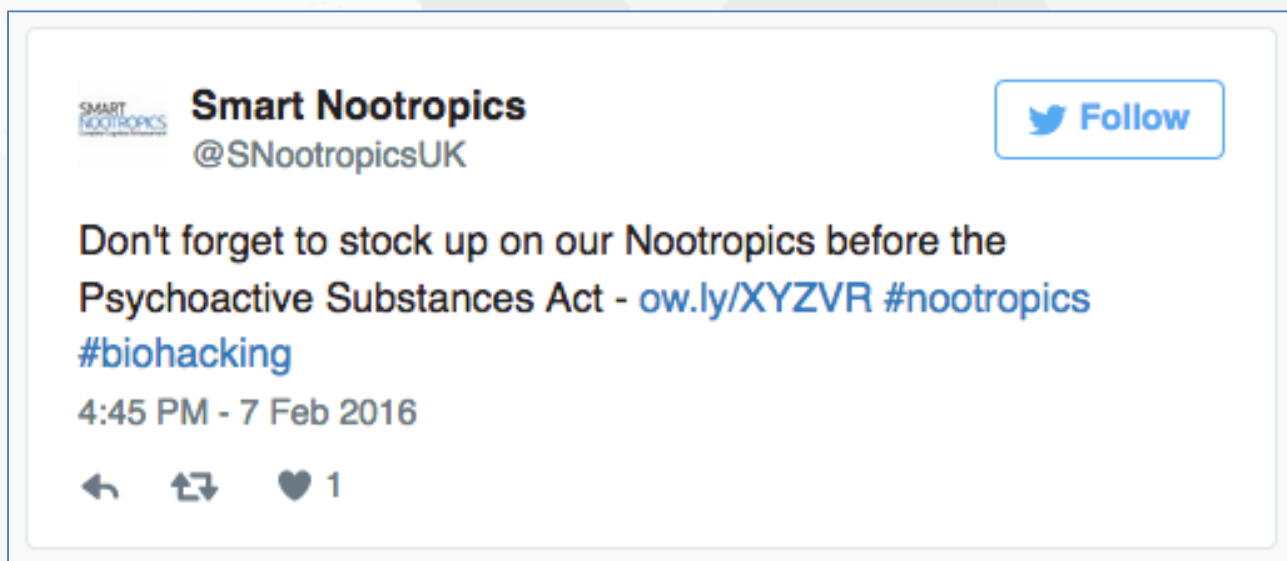 SMART
NOOTROPICS
Smart Nootropics
@SNootropicsUK
Follow
Don't forget to stock up on our Nootropics before the
Psychoactive Substances Act - ow.ly/XYZVR #nootropics
#biohacking
4:45 PM - 7 Feb 2016
1